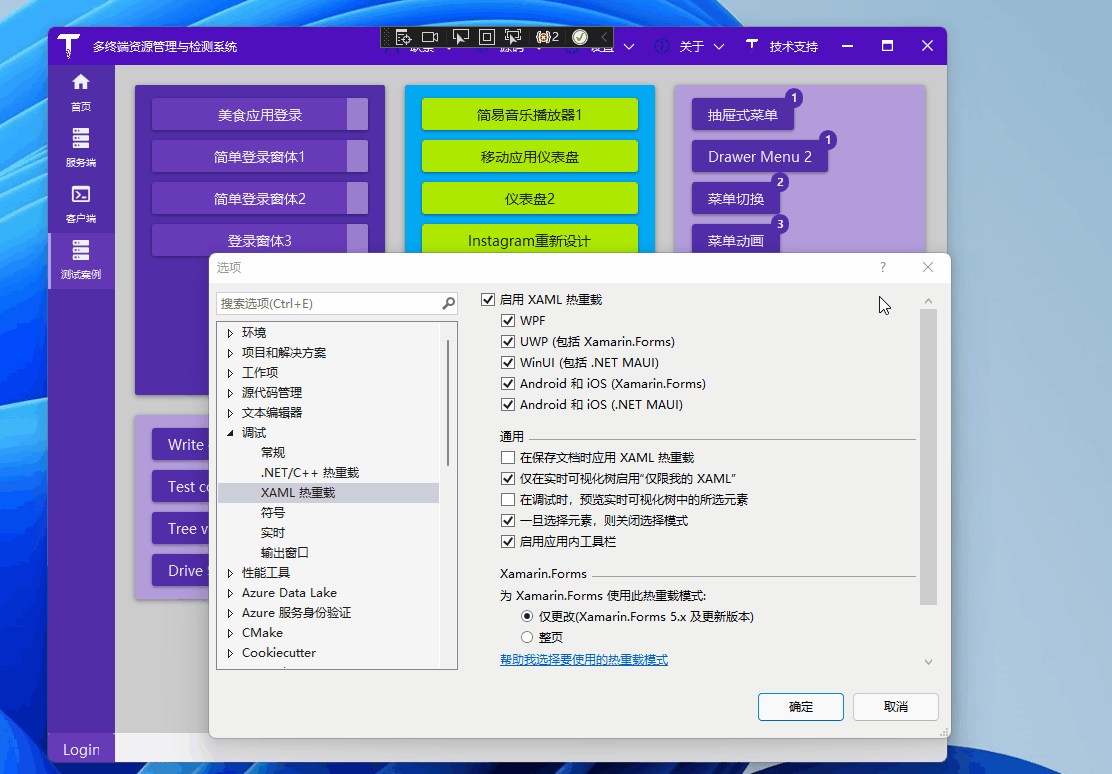 多终端资源管理与检测系统
2
设置
关于
技术支持
首页
服务端
客户端
测试案例
Login
美食应用登录
简单登录窗体1
简单登录窗体2
登录窗体3
简易音乐播放器1
移动应用仪表盘
仪表盘2
Instagram重新设计
抽屉式菜单
1
Drawer Menu 2
1
菜单切换
2
菜单动画
3
Write
Test co
Tree v
Drive
选项
?
搜索选项(Ctrl+E)
环境
项目和解决方案
工作项
源代码管理
文本编辑器
调试
常规
.NET/C++ 热重载
XAML 热重载
符号
实时
输出窗口
性能工具
Azure Data Lake
Azure 服务身份验证
CMake
Cookiecutter
启用 XAML 热重载
WPF
UWP (包括 Xamarin.Forms)
WinUI (包括 .NET MAUI)
Android 和 iOS (Xamarin.Forms)
Android 和 iOS (.NET MAUI)
通用
在保存文档时应用 XAML 热重载
仅在实时可视化树启用“仅限我的 XAML”
在调试时，预览实时可视化树中的所选元素
一旦选择元素，则关闭选择模式
启用应用内工具栏
Xamarin.Forms
为 Xamarin.Forms 使用此热重载模式:
仅更改(Xamarin.Forms 5.x 及更新版本)
整页
帮助我选择要使用的热重载模式
确定
取消